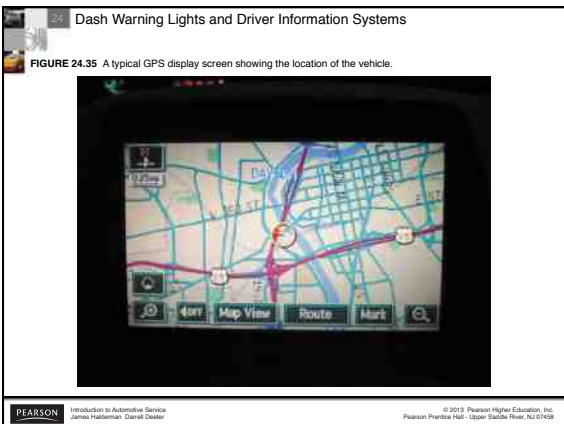 24 Dash Warning Lights and Driver Information Systems
FIGURE 24.35 A typical GPS display screen showing the location of the vehicle.
OFF
Map View
Route
Mark
PEARSON
Introduction to Automotive Service
James Halderman Darrell Deeter
© 2013 Pearson Higher Education, Inc.
Pearson Prentice Hall - Upper Saddle River, NJ 07458